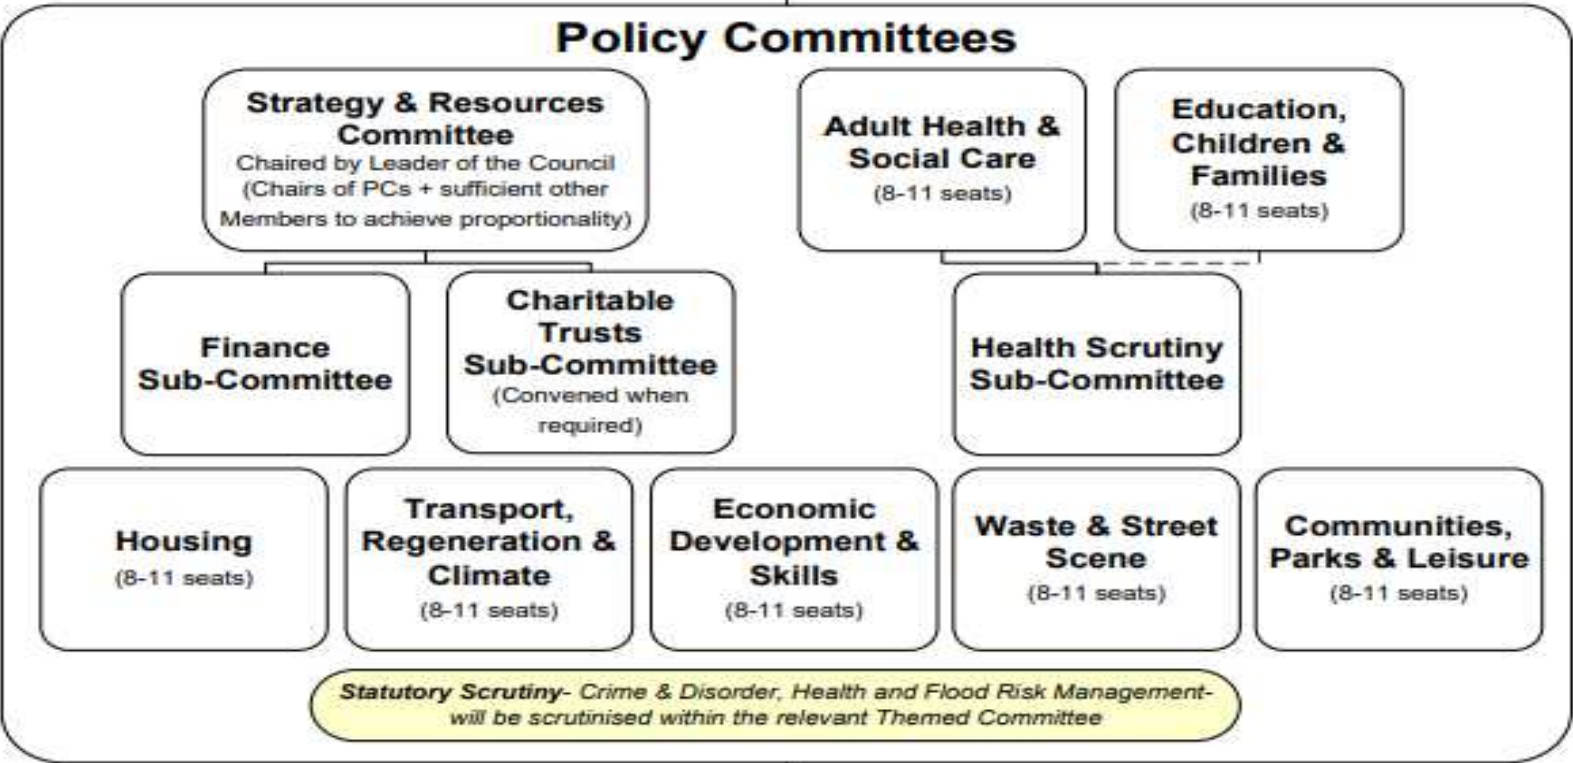 Policy Committees
Strategy & Resources
Committee
Chaired by Leader of the Council
(Chairs of PCs + sufficient other
Members to achieve proportionality)
Adult Health &
Social Care
(8-11 seats)
Education,
Children &
Families
(8-11 seats)
Finance
Sub-Committee
Charitable
Trusts
Sub-Committee
(Convened when
required)
Health Scrutiny
Sub-Committee
Housing
(8-11 seats)
Transport,
Regeneration &
Climate
(8-11 seats)
Economic
Development &
Skills
(8-11 seats)
Waste & Street
Scene
(8-11 seats)
Communities,
Parks & Leisure
(8-11 seats)
Statutory Scrutiny- Crime & Disorder, Health and Flood Risk Management-
will be scrutinised within the relevant Themed Committee